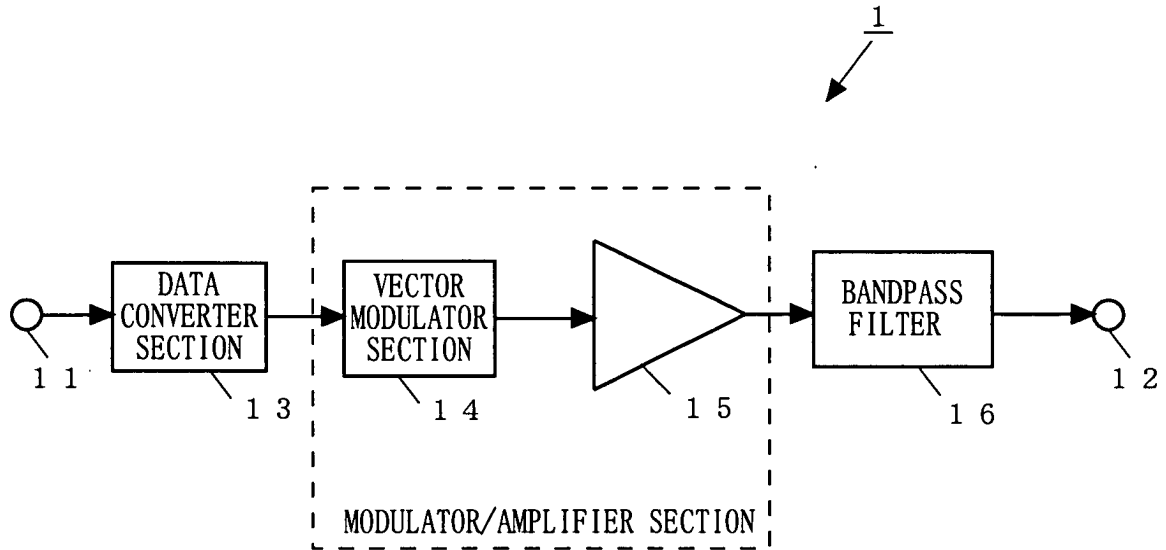 1
DATA
CONVERTER
SECTION
VECTOR
MODULATOR
SECTION
BANDPASS
FILTER
1 1
1 3
1 4
1 5
1 6
1 2
MODULATOR/AMPLIFIER SECTION